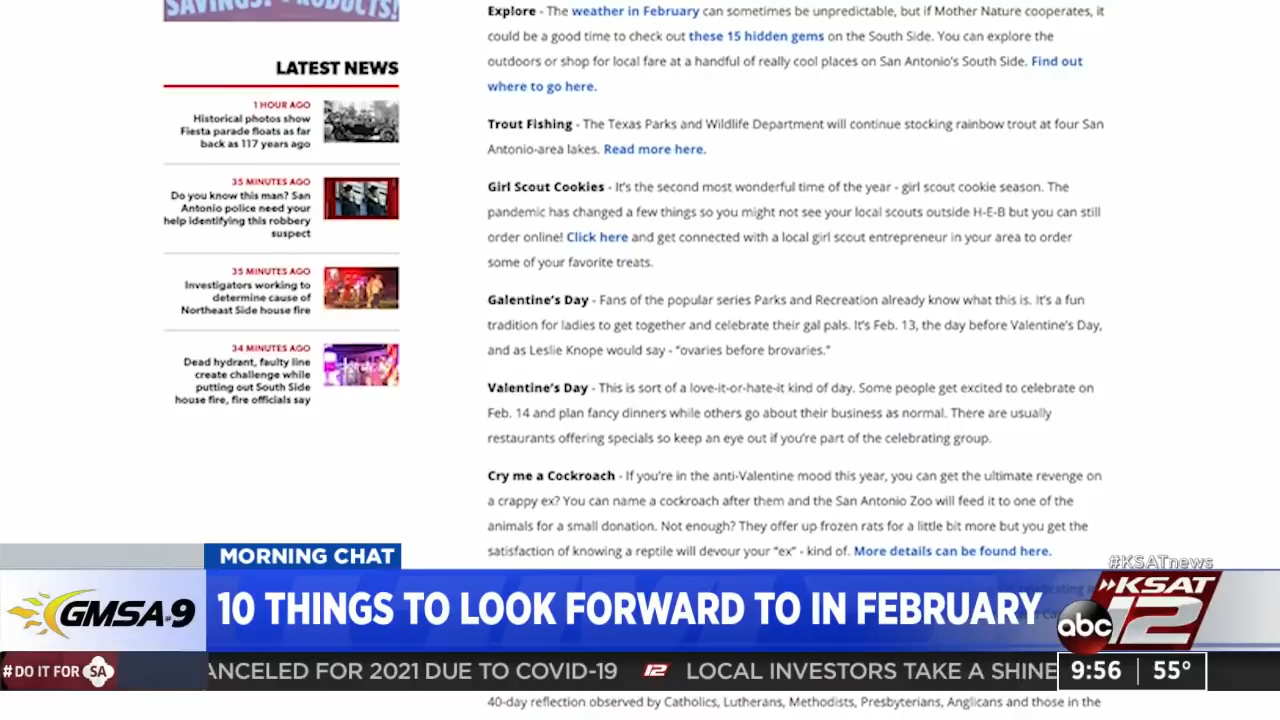 SAVINGS! PRODUCTS!
LATEST NEWS
1 HOUR AGO
Historical photos show
Fiesta parade floats as far
back as 117 years ago
35 MINUTES AGO
Do you know this man? San
Antonio police need your
help identifying this robbery
suspect
35 MINUTES AGO
Investigators working to
determine cause of
Northeast Side house fire
34 MINUTES AGO
Dead hydrant, faulty line
create challenge while
putting out South Side
house fire, fire officials say
Explore - The weather in February can sometimes be unpredictable, but if Mother Nature cooperates, it
could be a good time to check out these 15 hidden gems on the South Side. You can explore the
outdoors or shop for local fare at a handful of really cool places on San Antonio's South Side. Find out
where to go here.
Trout Fishing - The Texas Parks and Wildlife Department will continue stocking rainbow trout at four San
Antonio-area lakes. Read more here.
Girl Scout Cookies - It's the second most wonderful time of the year - girl scout cookie season. The
pandemic has changed a few things so you might not see your local scouts outside H-E-B but you can still
order online! Click here and get connected with a local girl scout entrepreneur in your area to order
some of your favorite treats.
Galentine's Day - Fans of the popular series Parks and Recreation already know what this is. It's a fun
tradition for ladies to get together and celebrate their gal pals. It's Feb. 13, the day before Valentine's Day,
and as Leslie Knope would say - "ovaries before brovaries."
Valentine's Day - This is sort of a love-it-or-hate-it kind of day. Some people get excited to celebrate on
Feb. 14 and plan fancy dinners while others go about their business as normal. There are usually
restaurants offering specials so keep an eye out if you're part of the celebrating group.
Cry me a Cockroach - If you're in the anti-Valentine mood this year, you can get the ultimate revenge on
a crappy ex? You can name a cockroach after them and the San Antonio Zoo will feed it to one of the
animals for a small donation. Not enough? They offer up frozen rats for a little bit more but you get the
satisfaction of knowing a reptile will devour your "ex" - kind of. More details can be found here.
MORNING CHAT
#KSATnews
GMSA@9
10 THINGS TO LOOK FORWARD TO IN FEBRUARY
abc KSAT 12
#DO IT FOR SA
ANCELED FOR 2021 DUE TO COVID-19 12 LOCAL INVESTORS TAKE A SHINE
9:56 55°
40-day reflection observed by Catholics, Lutherans, Methodists, Presbyterians, Anglicans and those in the